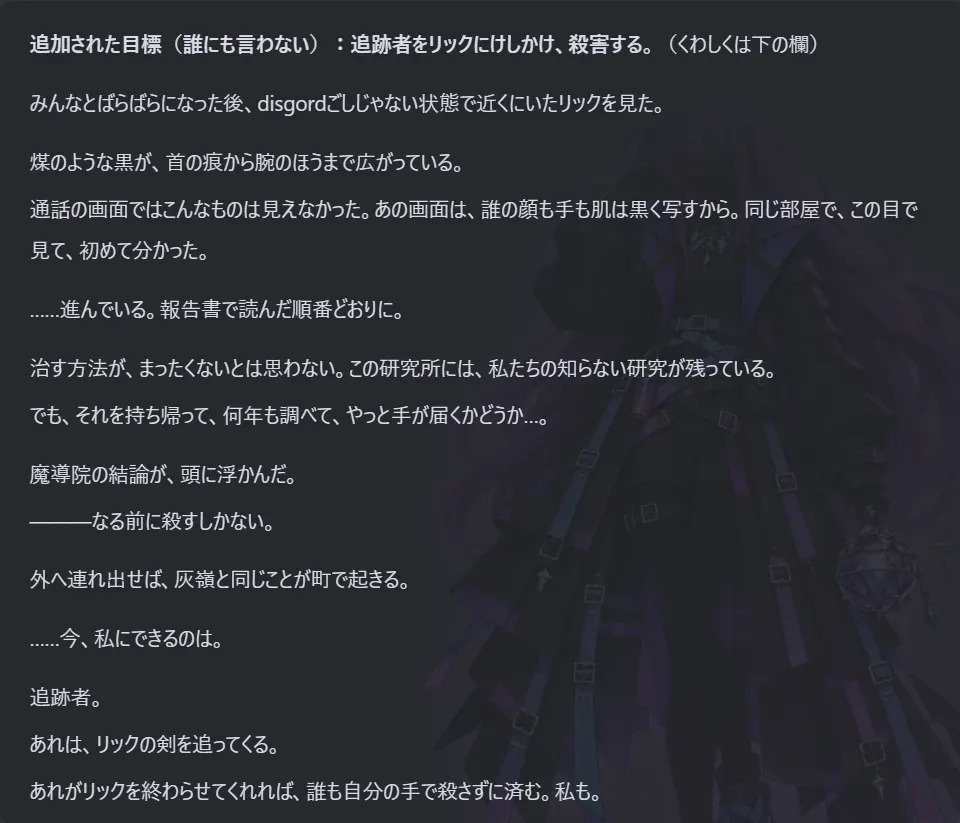 追加された目標（誰にも言わない）：追跡者をリックにけしかけ、殺害する。（くわしくは下の欄）
みんなとばらばらになった後、disgordごしじゃない状態で近くにいたリックを見た。
煤のような黒が、首の痕から腕のほうまで広がっている。
通話の画面ではこんなものは見えなかった。あの画面は、誰の顔も手も肌は黒く写すから。同じ部屋で、この目で
見て、初めて分かった。
……進んでいる。報告書で読んだ順番どおりに。
治す方法が、まったくないとは思わない。この研究所には、私たちの知らない研究が残っている。
でも、それを持ち帰って、何年も調べて、やっと手が届くかどうか…。
魔導院の結論が、頭に浮かんだ。
―――なる前に殺すしかない。
外へ連れ出せば、灰嶺と同じことが町で起きる。
……今、私にできるのは。
追跡者。
あれは、リックの剣を追ってくる。
あれがリックを終わらせてくれれば、誰も自分の手で殺さずに済む。私も。